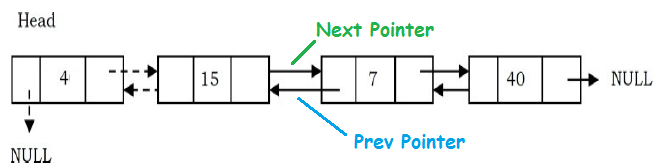 Head
Next Pointer
4 15 7 40 NULL
Prev Pointer
NULL